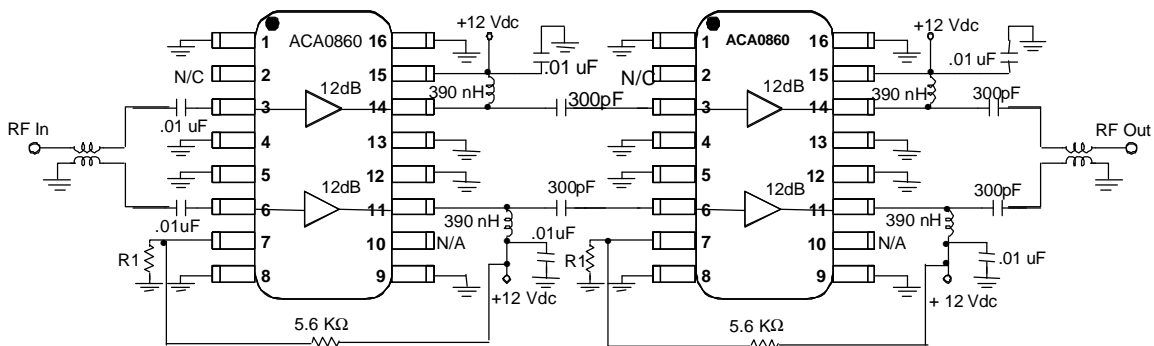 +12 Vdc
+12 Vdc
1 ACA0860 16
1 ACA0860 16
N/C 2 15 .01 uF
N/C 2 15 .01 uF
12dB 390 nH 300pF
12dB 390 nH 300pF
3 14
3 14
.01 uF
RF In
RF Out
4 13
4 13
5 12
5 12
12dB 300pF
12dB 300pF
6 11
6 11
.01uF
390 nH
390 nH
7 10 N/A .01uF
7 10 N/A .01 uF
R1
R1
8 9
8 9
+12 Vdc
+ 12 Vdc
5.6 KΩ
5.6 KΩ